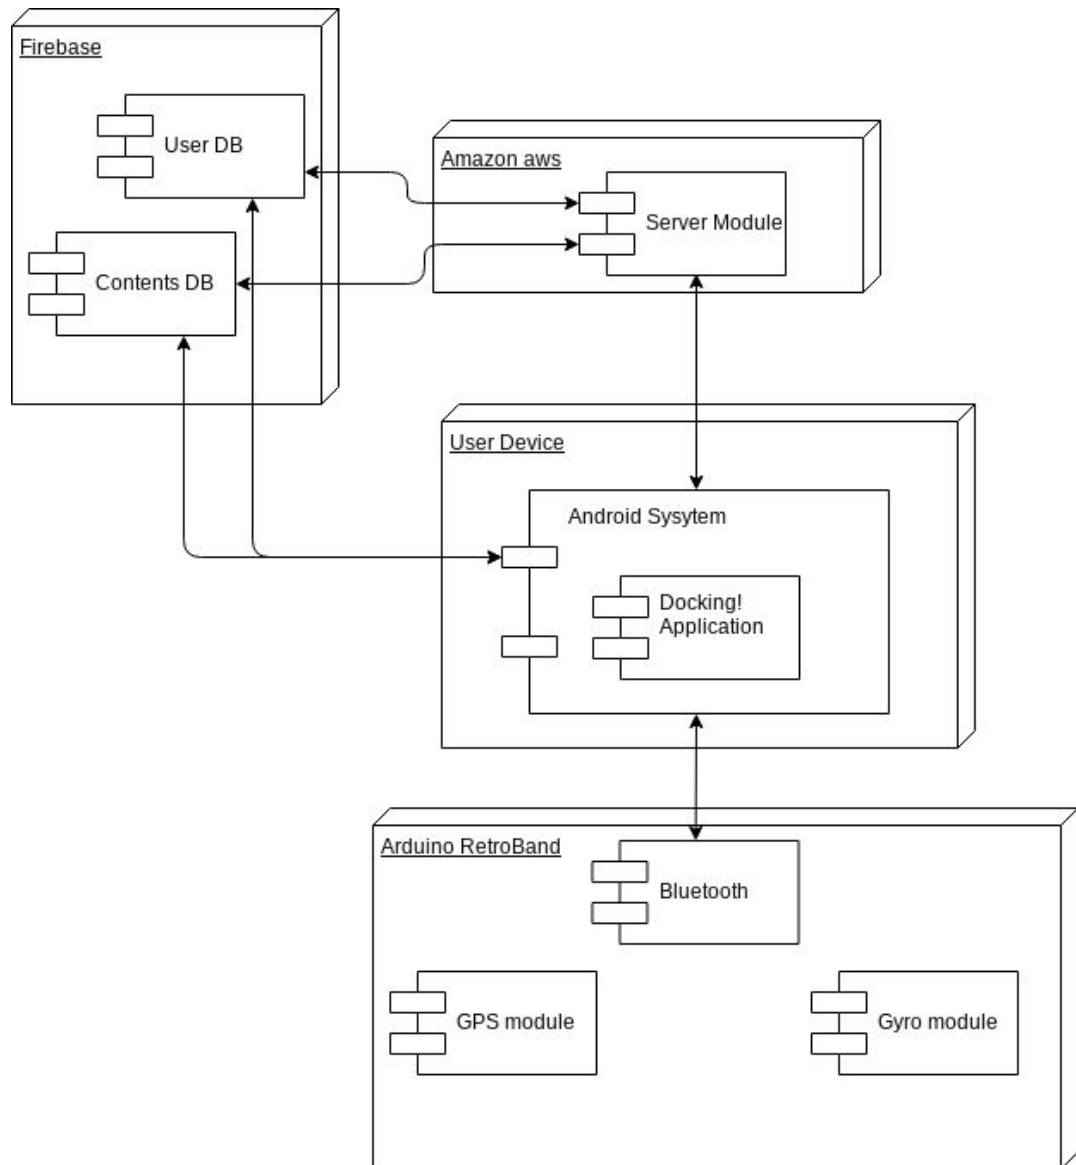 Firebase
User DB
Contents DB
Amazon aws
Server Module
User Device
Android Sysytem
Docking!
Application
Arduino RetroBand
Bluetooth
GPS module
Gyro module